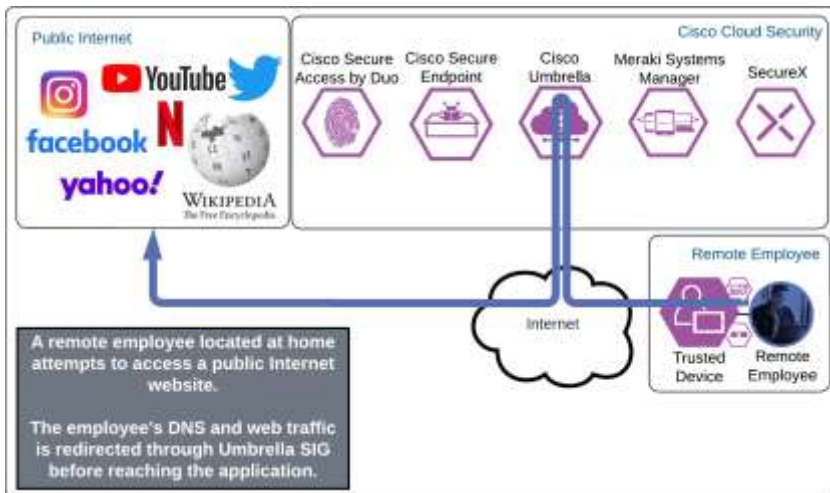 Public Internet
YouTube
facebook
N
yahoo!
WIKIPEDIA
The Free Encyclopedia
Cisco Cloud Security
Cisco Secure
Access by Duo
Cisco Secure
Endpoint
Cisco
Umbrella
Meraki Systems
Manager
SecureX
Internet
Remote Employee
Trusted
Device
Remote
Employee
A remote employee located at home
attempts to access a public Internet
website.
The employee's DNS and web traffic
is redirected through Umbrella SIG
before reaching the application.